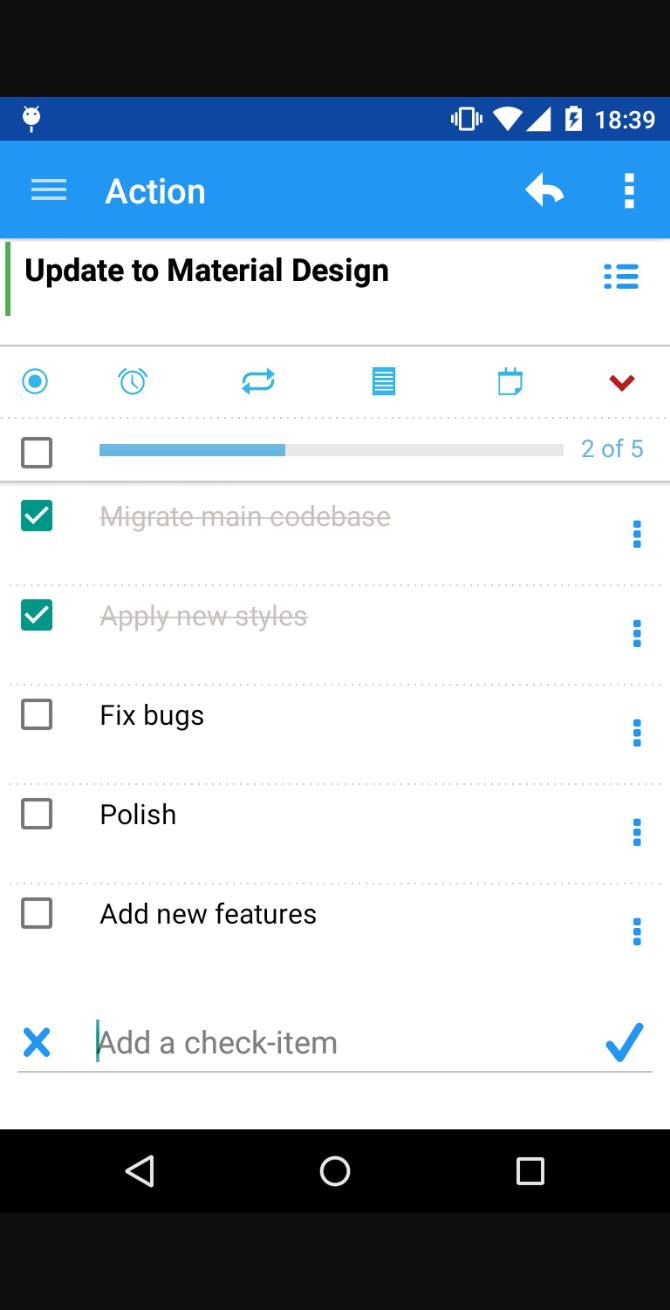 18:39
Action
Update to Material Design
2 of 5
Migrate main codebase
Apply new styles
Fix bugs
Polish
Add new features
Add a check-item